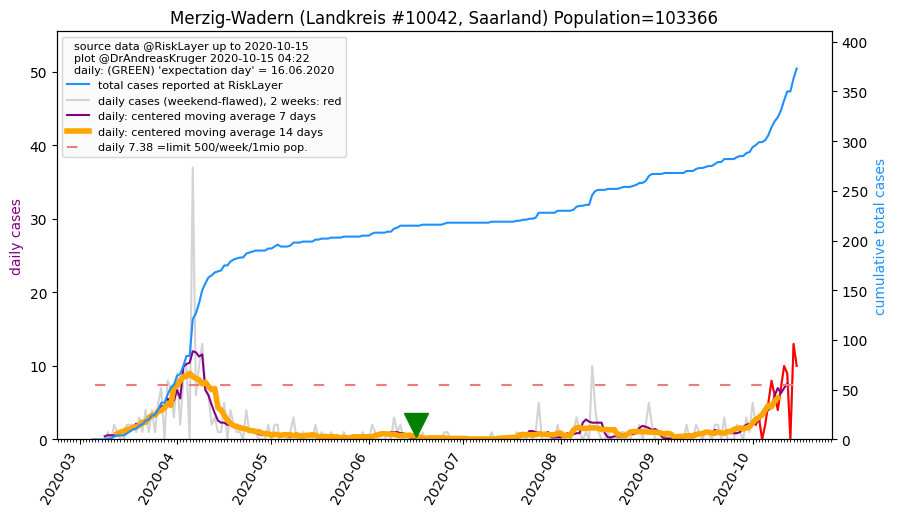 Merzig-Wadern (Landkreis #10042, Saarland) Population=103366
source data @RiskLayer up to 2020-10-15
plot @DrAndreasKruger 2020-10-15 04:22
daily: (GREEN) 'expectation day' = 16.06.2020
total cases reported at RiskLayer
daily cases (weekend-flawed), 2 weeks: red
daily: centered moving average 7 days
daily: centered moving average 14 days
daily 7.38 =limit 500/week/1mio pop.
daily cases
50
40
30
20
10
0
cumulative total cases
400
350
300
250
200
150
100
50
0
2020-03
2020-04
2020-05
2020-06
2020-07
2020-08
2020-09
2020-10